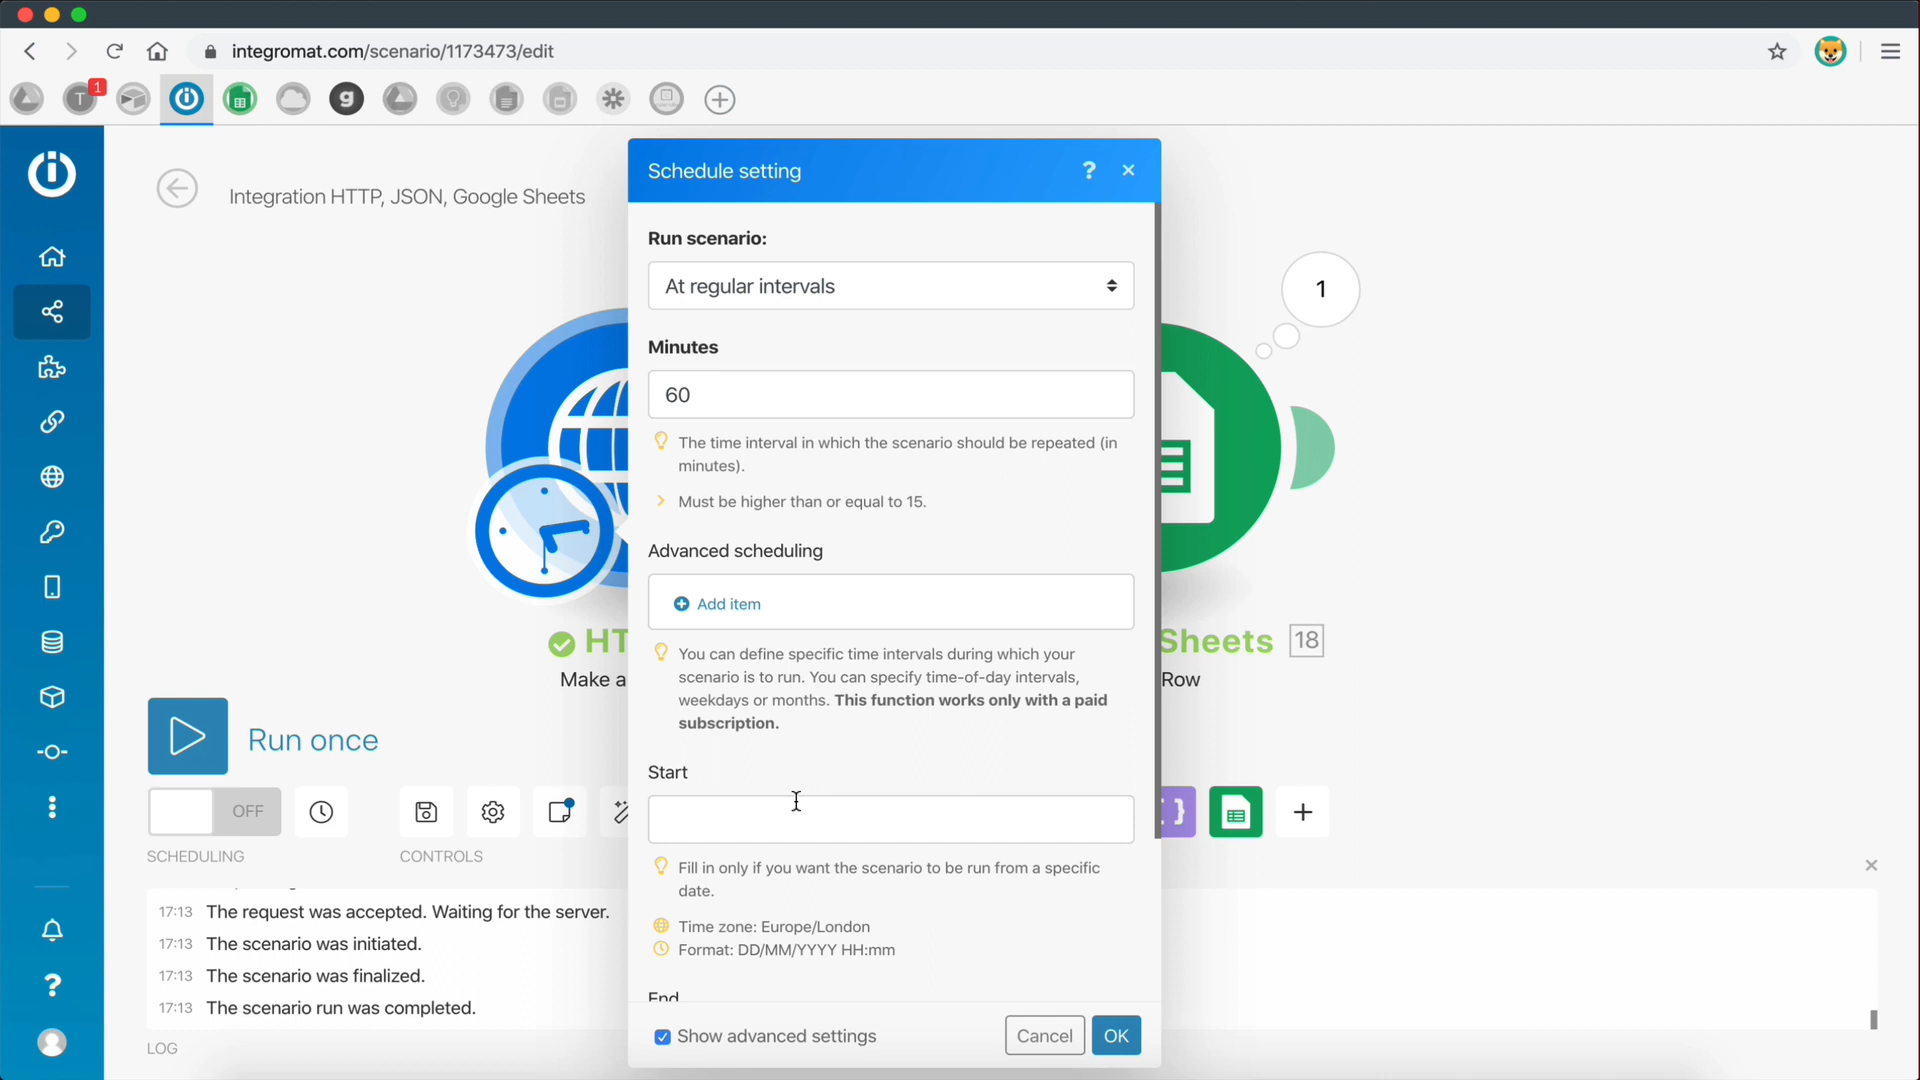 integromat.com/scenario/1173473/edit
T
1
g
Integration HTTP, JSON, Google Sheets
Schedule setting
?
×
Run scenario:
At regular intervals
Minutes
60
The time interval in which the scenario should be repeated (in
minutes).
Must be higher than or equal to 15.
Advanced scheduling
Add item
You can define specific time intervals during which your
scenario is to run. You can specify time-of-day intervals,
weekdays or months. This function works only with a paid
subscription.
Start
Fill in only if you want the scenario to be run from a specific
date.
Time zone: Europe/London
Format: DD/MM/YYYY HH:mm
End
Show advanced settings
Cancel
OK
1
HT
Make a
Sheets
18
Row
Run once
OFF
SCHEDULING
CONTROLS
17:13 The request was accepted. Waiting for the server.
17:13 The scenario was initiated.
17:13 The scenario was finalized.
17:13 The scenario run was completed.
LOG